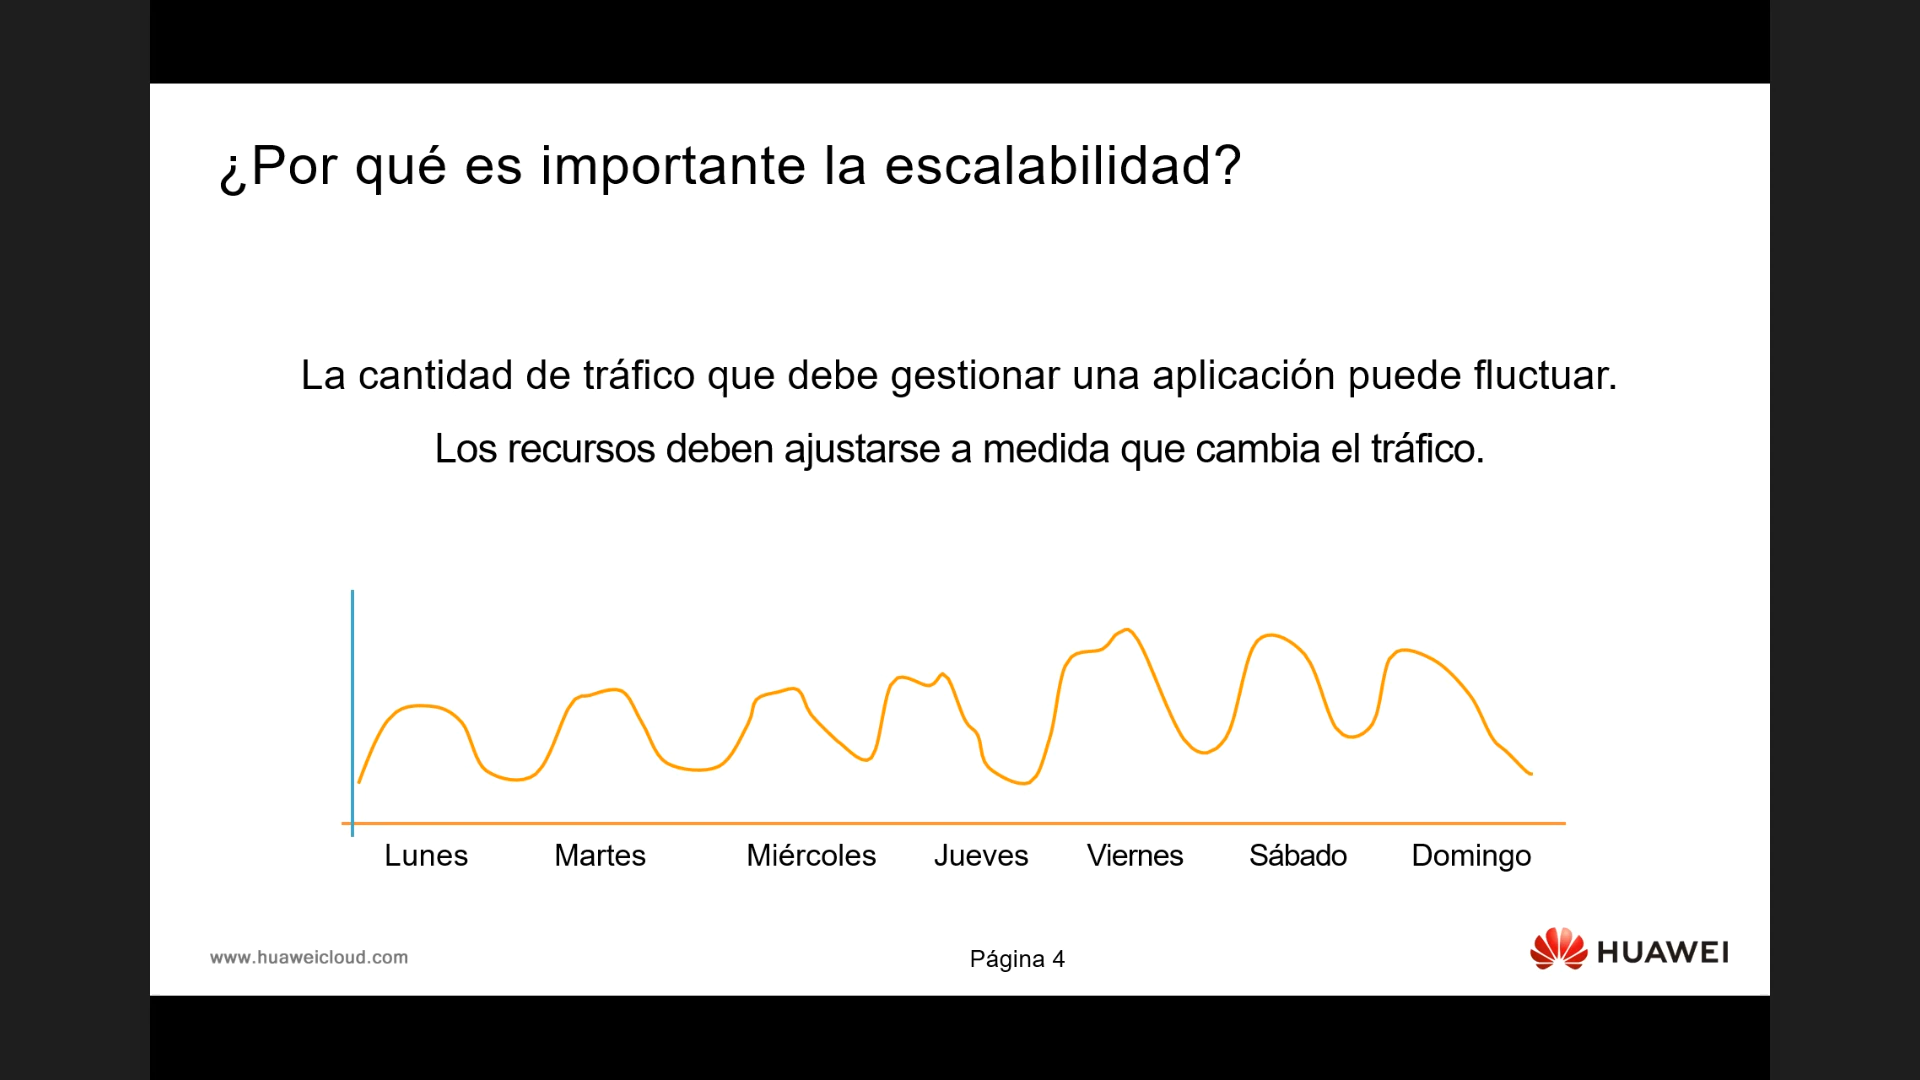 ¿Por qué es importante la escalabilidad?
La cantidad de tráfico que debe gestionar una aplicación puede fluctuar.
Los recursos deben ajustarse a medida que cambia el tráfico.
Lunes Martes Miércoles Jueves Viernes Sábado Domingo
www.huaweicloud.com Página 4 HUAWEI